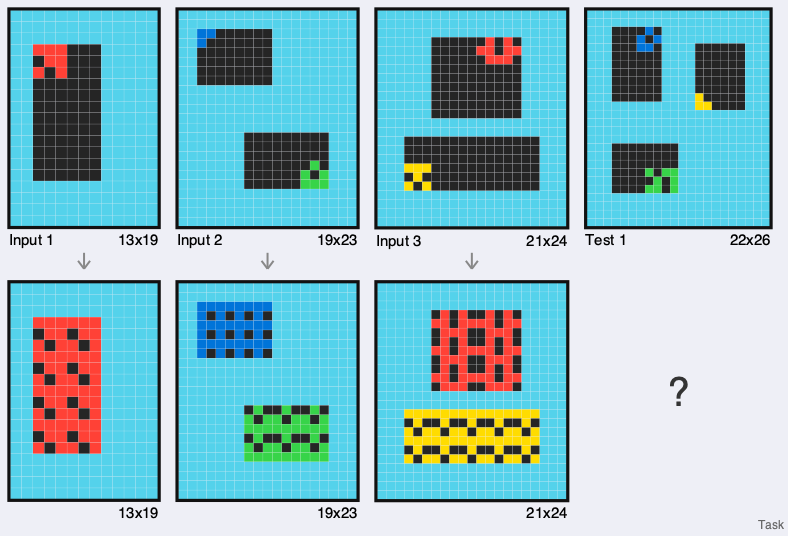 Input 1 13x19
Input 2 19x23
Input 3 21x24
Test 1 22x26
?
13x19
19x23
21x24
Task